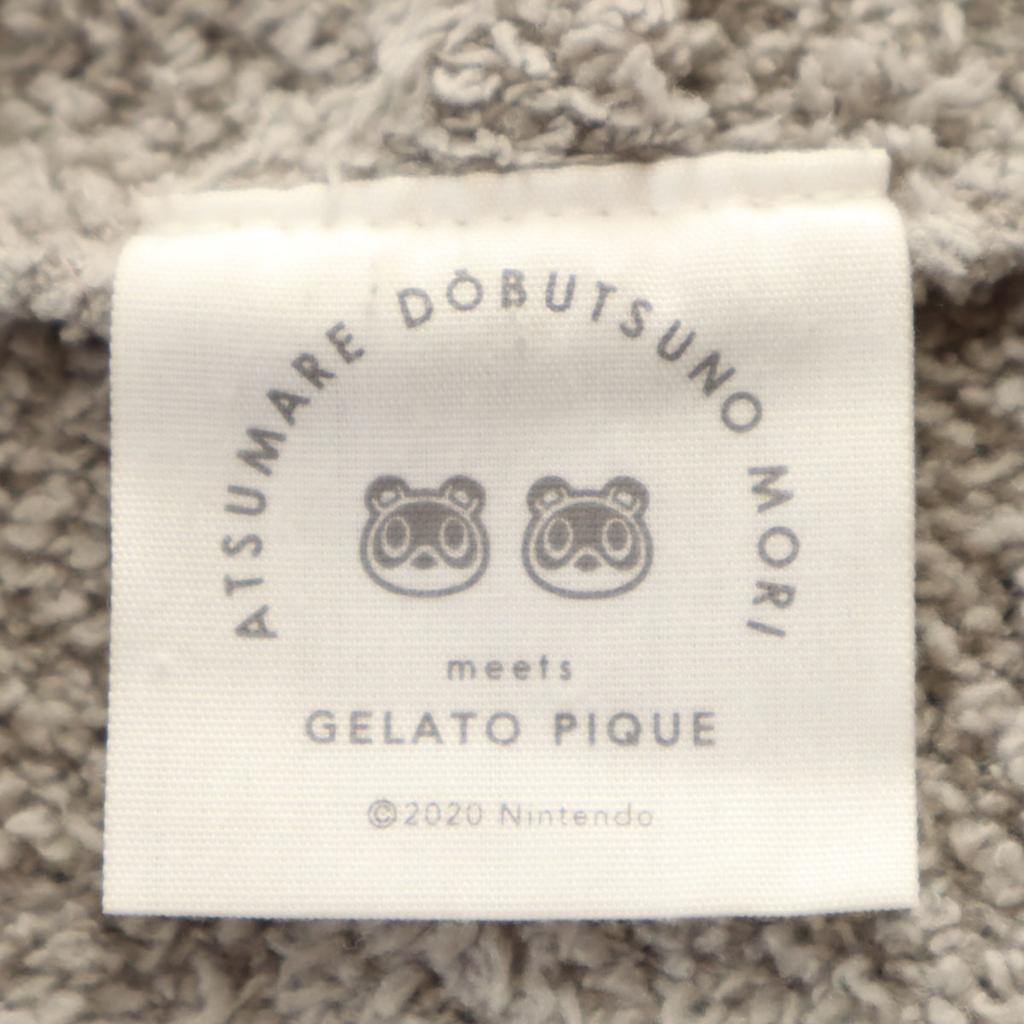 ATSUMARE DŌBUTSUNO MORI
meets
GELATO PIQUE
©2020 Nintendo